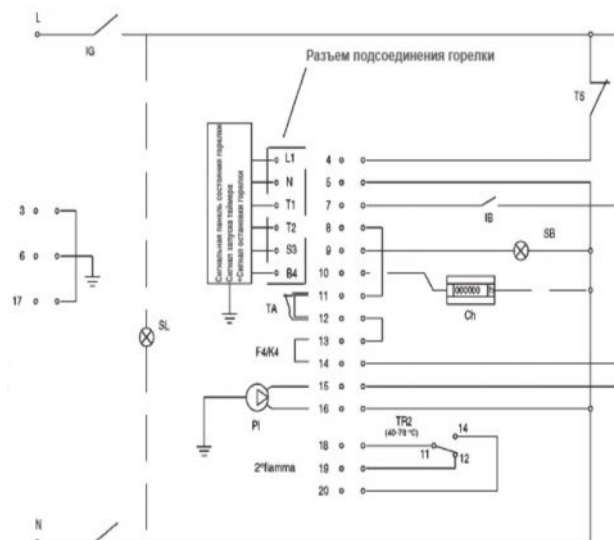 L
IG
Разъем подсоединения горелки
TS
Сигнальная панель состояния горелки
Сигнал запуска таймера
=Сигнал остановки горелки
L1 4
N 5
T1 7
IB
3
T2 8
S3 9
SB
6
B4 10
000000
Ch
17
11
TA
12
SL
13
F4/K4
14
15
PI
16
TR2
(40-78 °C)
14
18
11
12
2°fiamma
19
20
N